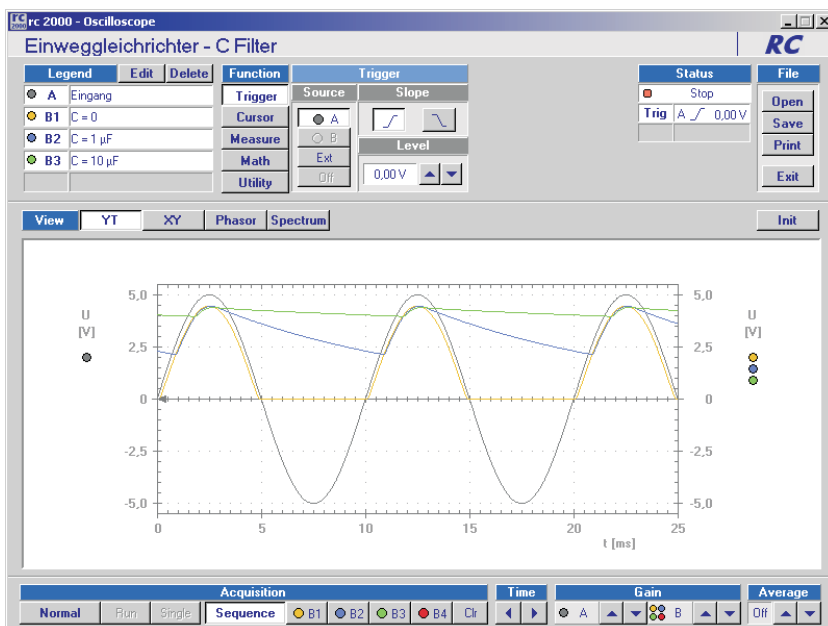 rc 2000 rc 2000 - Oscilloscope
Einweggleichrichter - C Filter RC
Legend Edit Delete
A Eingang
B1 C = 0
B2 C = 1 µF
B3 C = 10 µF
Function
Trigger
Cursor
Measure
Math
Utility
Trigger
Source Slope
A
B
Ext
Off
Level
0,00 V
Status
Stop
Trig A 0,00 V
File
Open
Save
Print
Exit
View YT XY Phasor Spectrum Init
U
[V]
5,0
2,5
0
-2,5
-5,0
5,0
2,5
0
-2,5
-5,0
U
[V]
0 5 10 15 20 25
t [ms]
Acquisition Time Gain Average
Normal Run Single Sequence B1 B2 B3 B4 Clr A B Off